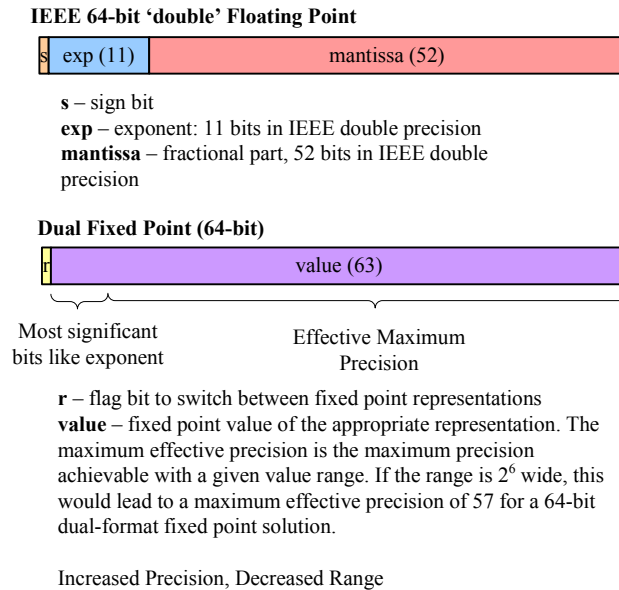 IEEE 64-bit ‘double’ Floating Point
s exp (11) mantissa (52)
s – sign bit
exp – exponent: 11 bits in IEEE double precision
mantissa – fractional part, 52 bits in IEEE double
precision
Dual Fixed Point (64-bit)
r value (63)
Most significant
bits like exponent
Effective Maximum
Precision
r – flag bit to switch between fixed point representations
value – fixed point value of the appropriate representation. The
maximum effective precision is the maximum precision
achievable with a given value range. If the range is 2⁶ wide, this
would lead to a maximum effective precision of 57 for a 64-bit
dual-format fixed point solution.
Increased Precision, Decreased Range